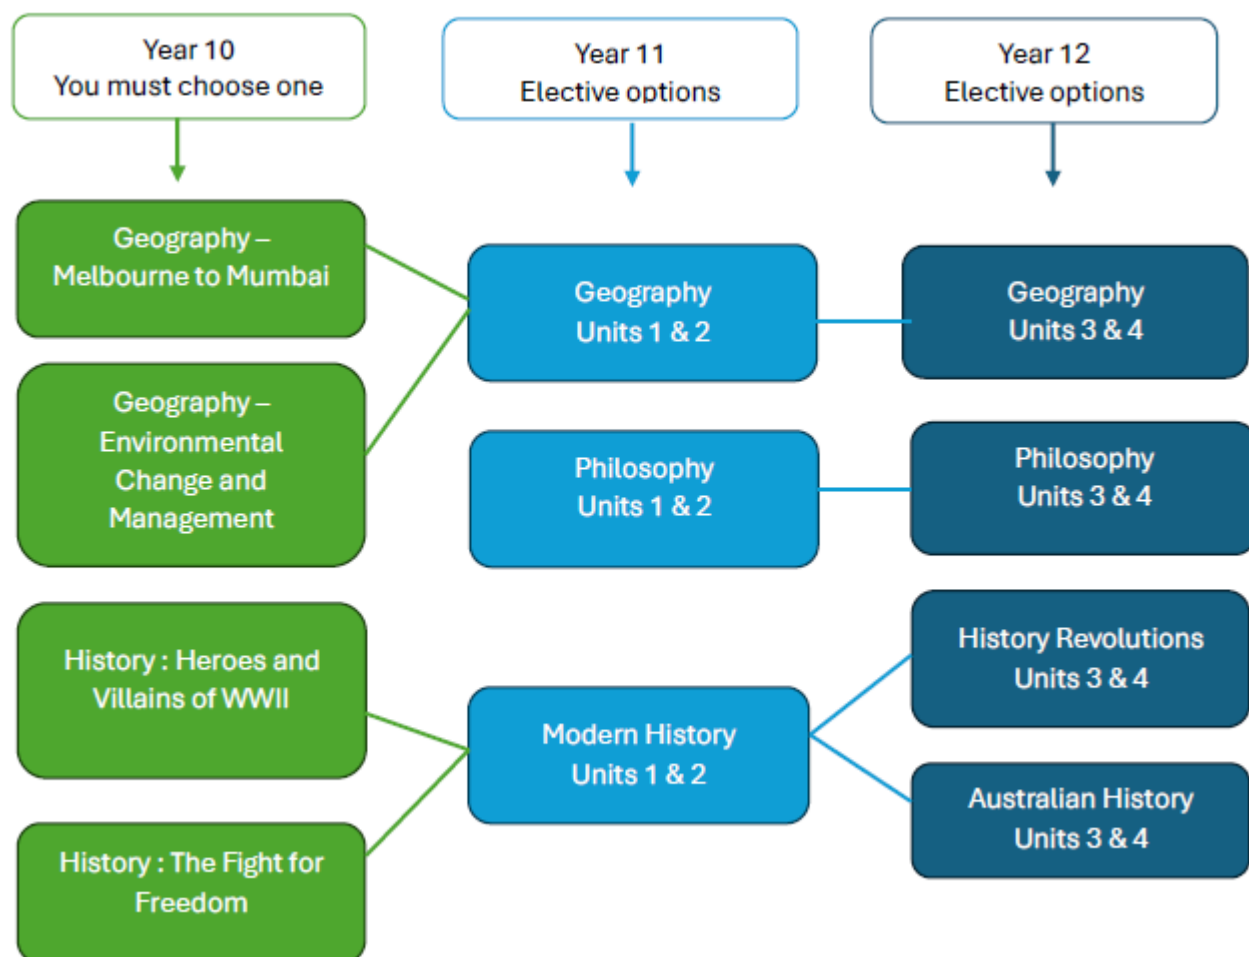 Year 10
You must choose one
Year 11
Elective options
Year 12
Elective options
Geography –
Melbourne to Mumbai
Geography –
Environmental
Change and
Management
History : Heroes and
Villains of WWII
History : The Fight for
Freedom
Geography
Units 1 & 2
Philosophy
Units 1 & 2
Modern History
Units 1 & 2
Geography
Units 3 & 4
Philosophy
Units 3 & 4
History Revolutions
Units 3 & 4
Australian History
Units 3 & 4